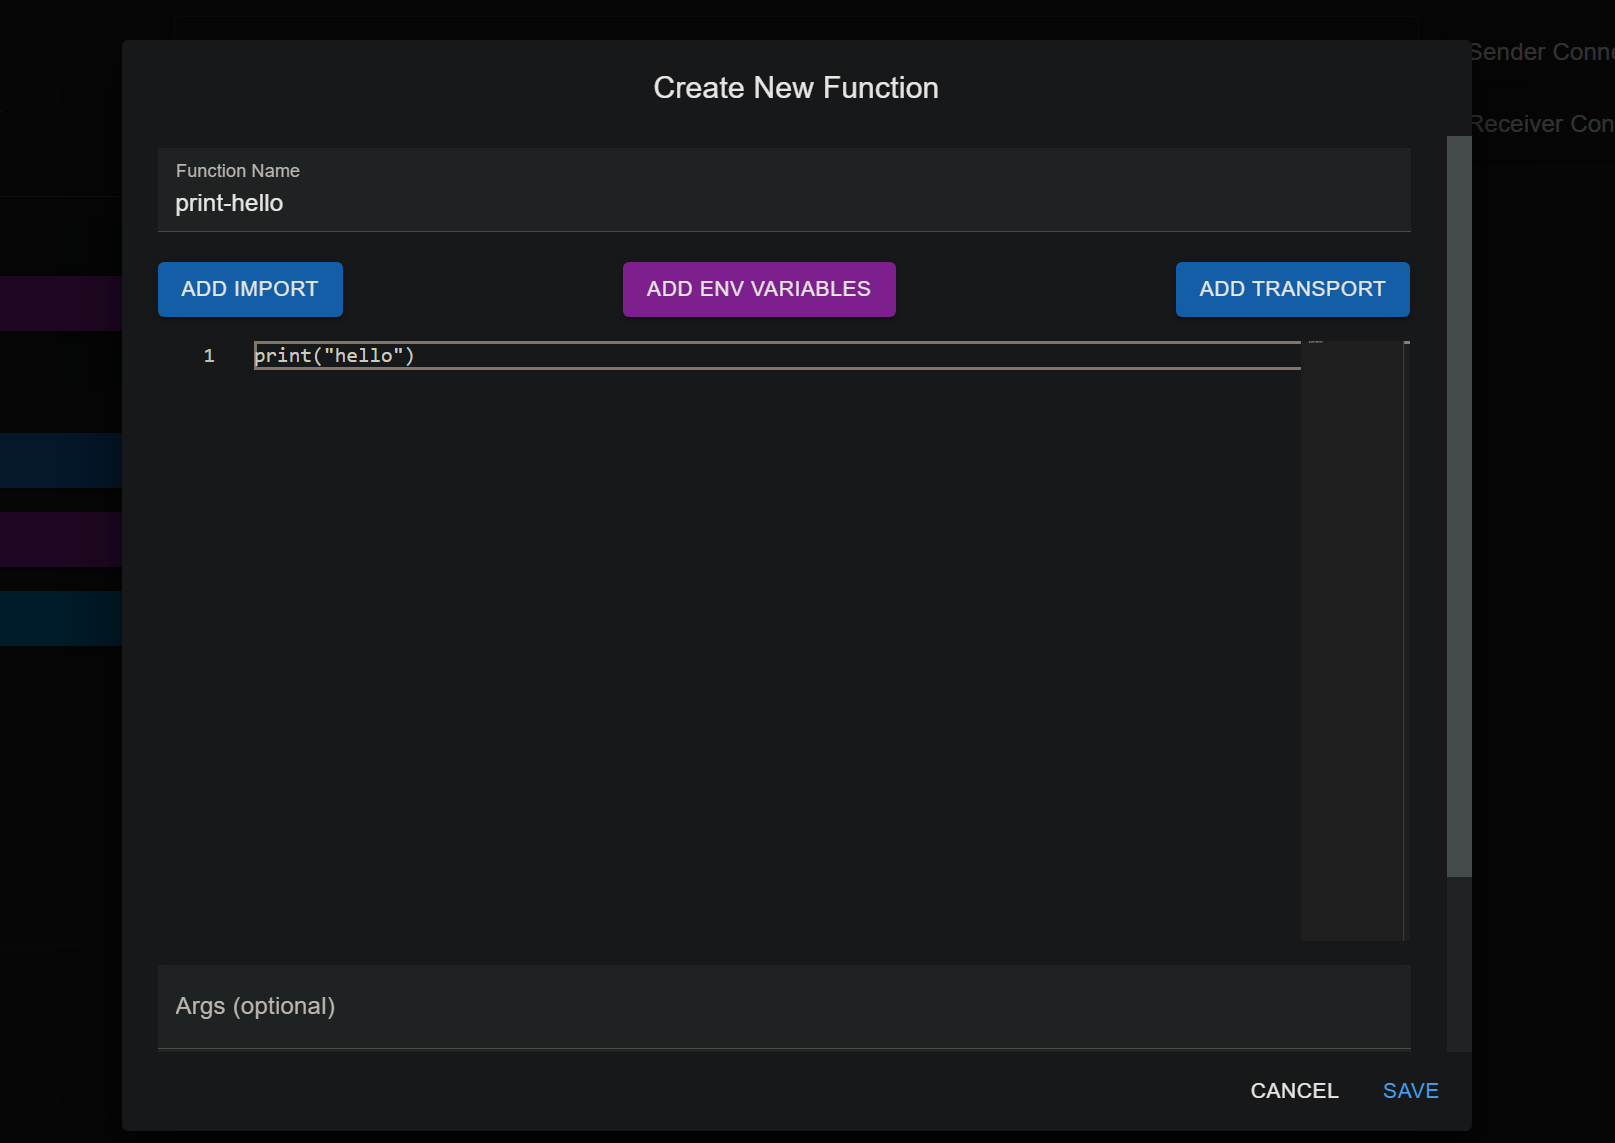 Sender Conne
Receiver Con
Create New Function
Function Name
print-hello
ADD IMPORT
ADD ENV VARIABLES
ADD TRANSPORT
1 print("hello")
Args (optional)
CANCEL
SAVE